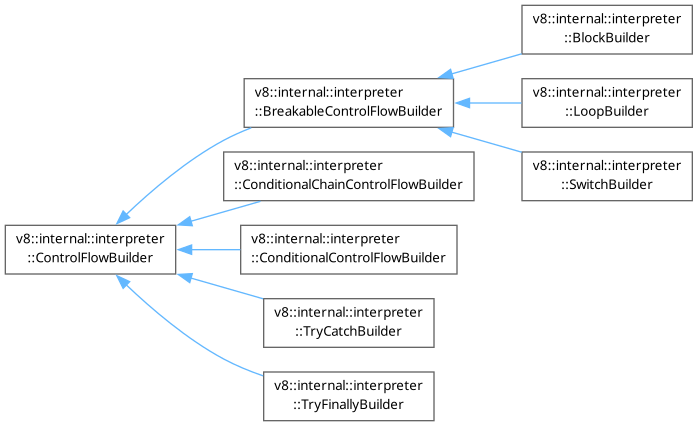 v8::internal::interpreter
::BlockBuilder
v8::internal::interpreter
::BreakableControlFlowBuilder
v8::internal::interpreter
::LoopBuilder
v8::internal::interpreter
::SwitchBuilder
v8::internal::interpreter
::ConditionalChainControlFlowBuilder
v8::internal::interpreter
::ControlFlowBuilder
v8::internal::interpreter
::ConditionalControlFlowBuilder
v8::internal::interpreter
::TryCatchBuilder
v8::internal::interpreter
::TryFinallyBuilder